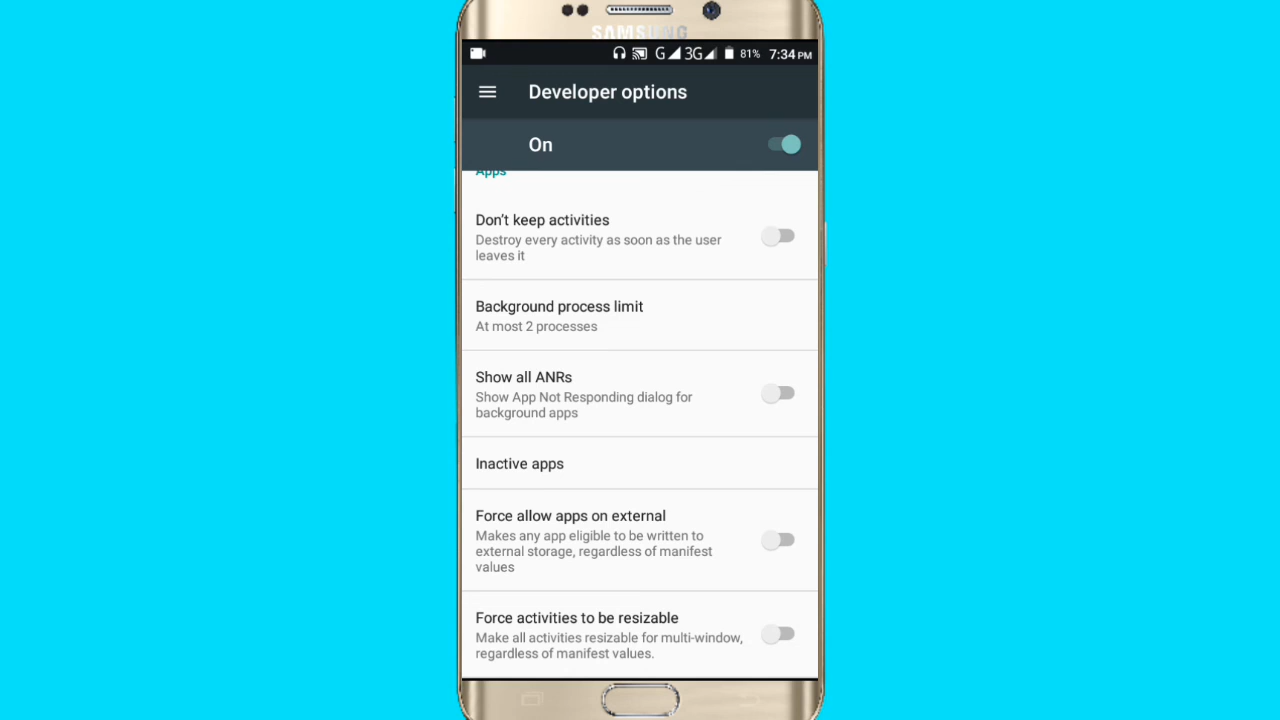 SAMSUNG
G 3G 81% 7:34 PM
Developer options
On
Apps
Don't keep activities
Destroy every activity as soon as the user
leaves it
Background process limit
At most 2 processes
Show all ANRs
Show App Not Responding dialog for
background apps
Inactive apps
Force allow apps on external
Makes any app eligible to be written to
external storage, regardless of manifest
values
Force activities to be resizable
Make all activities resizable for multi-window,
regardless of manifest values.